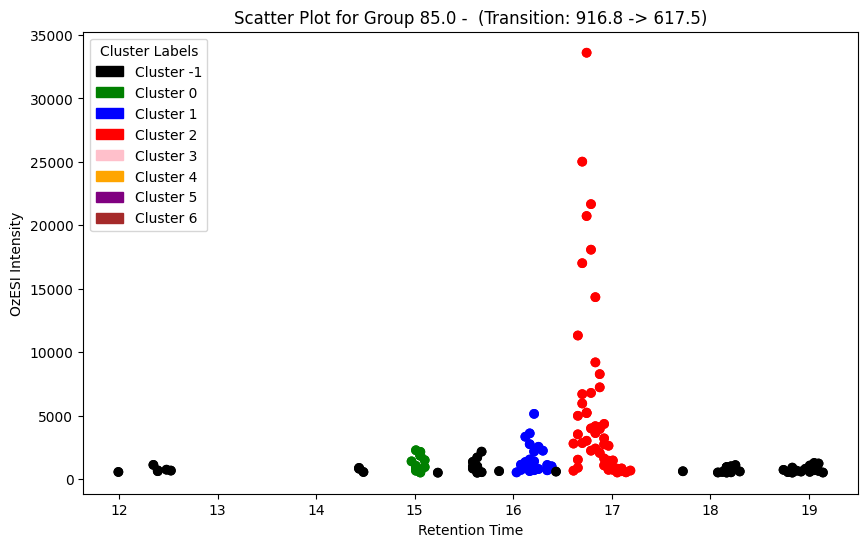 Scatter Plot for Group 85.0 -  (Transition: 916.8 -> 617.5)
Cluster Labels
Cluster -1
Cluster 0
Cluster 1
Cluster 2
Cluster 3
Cluster 4
Cluster 5
Cluster 6
35000
30000
25000
20000
15000
10000
5000
0
OzESI Intensity
12 13 14 15 16 17 18 19
Retention Time